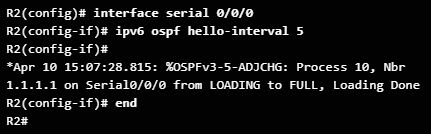 R2(config)# interface serial 0/0/0
R2(config-if)# ipv6 ospf hello-interval 5
R2(config-if)#
*Apr 10 15:07:28.815: %OSPFv3-5-ADJCHG: Process 10, Nbr
1.1.1.1 on Serial0/0/0 from LOADING to FULL, Loading Done
R2(config-if)# end
R2#